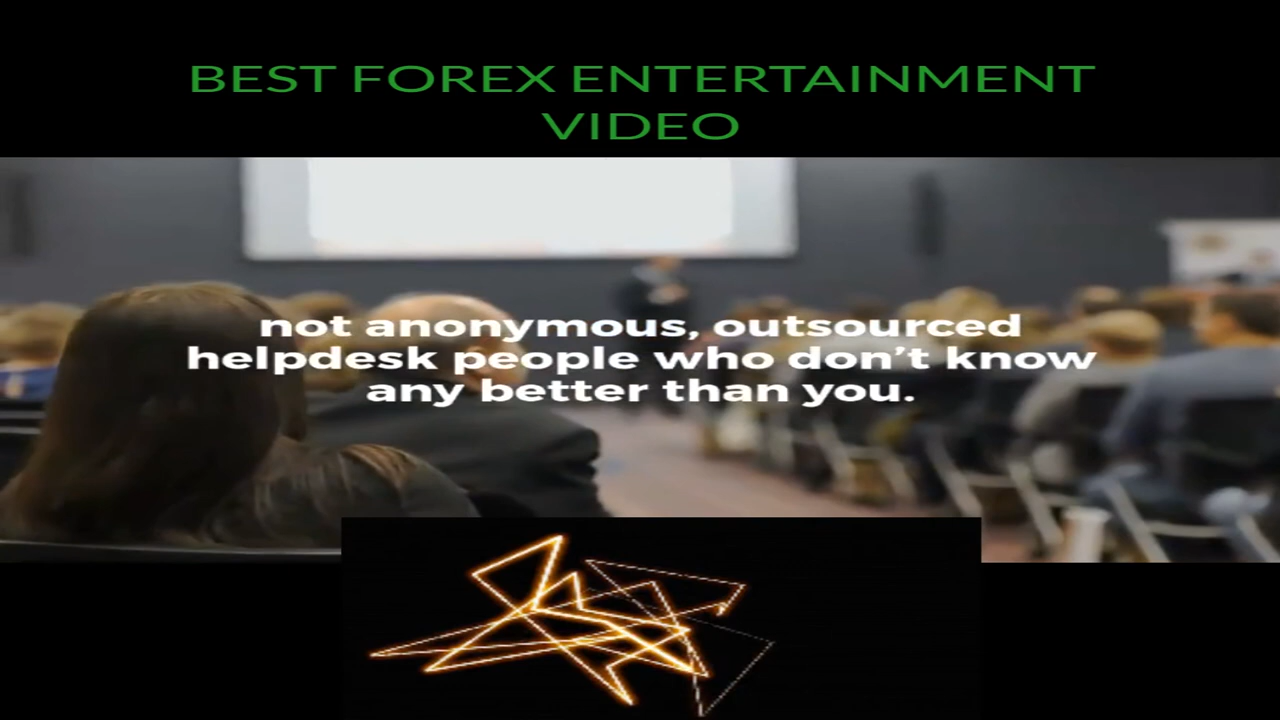 BEST FOREX ENTERTAINMENT
VIDEO
not anonymous, outsourced
helpdesk people who don’t know
any better than you.